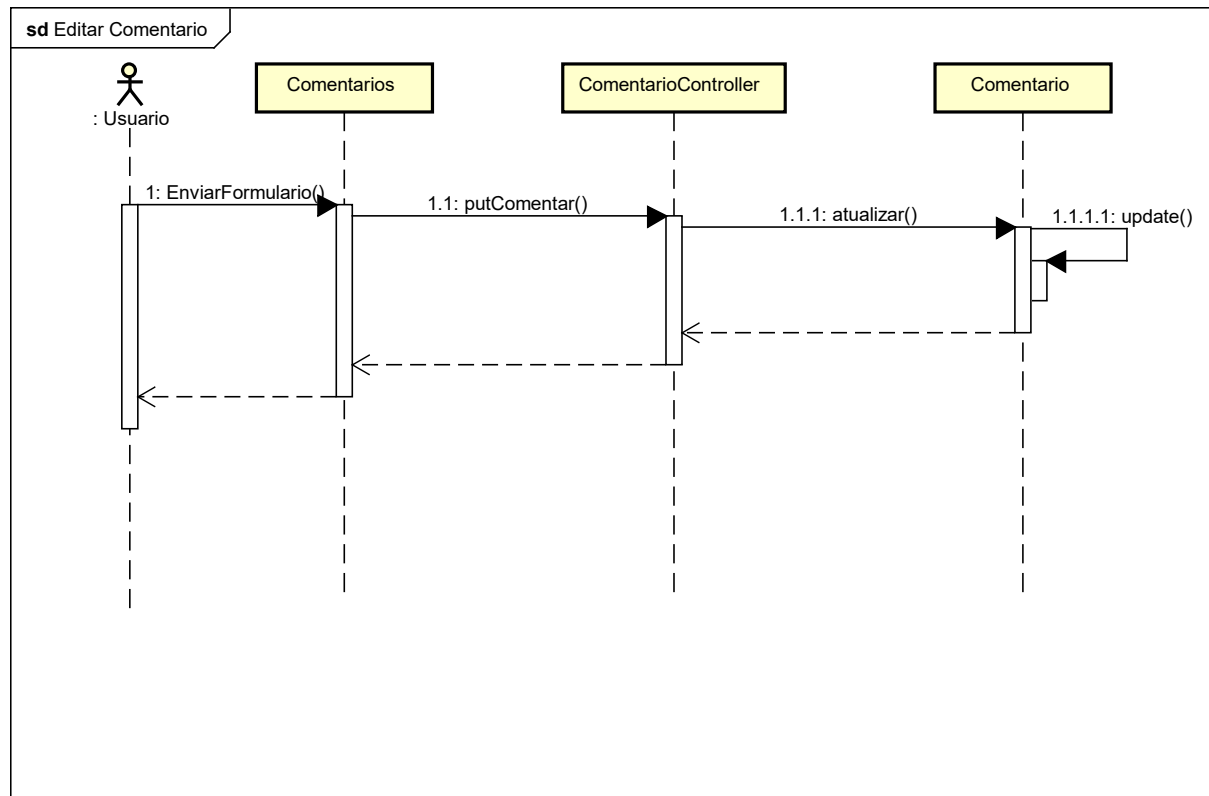 sd Editar Comentario
: Usuario
Comentarios
ComentarioController
Comentario
1: EnviarFormulario()
1.1: putComentar()
1.1.1: atualizar()
1.1.1.1: update()